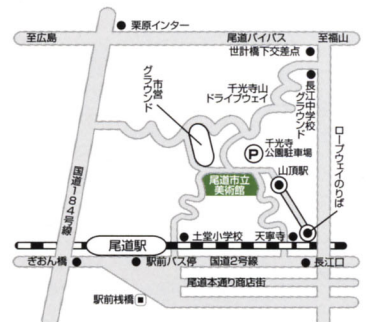 栗原インター
至広島
尾道バイパス
至福山
世計橋下交差点
市営
グラウンド
千光寺山
ドライブウェイ
長江中学校
グラウンド
P
千光寺
公園駐車場
ロープウェイのりば
山頂駅
尾道市立
美術館
国道184号線
土堂小学校
天寧寺
尾道駅
ぎおん橋
駅前バス停
国道2号線
長江口
尾道本通り商店街
駅前桟橋